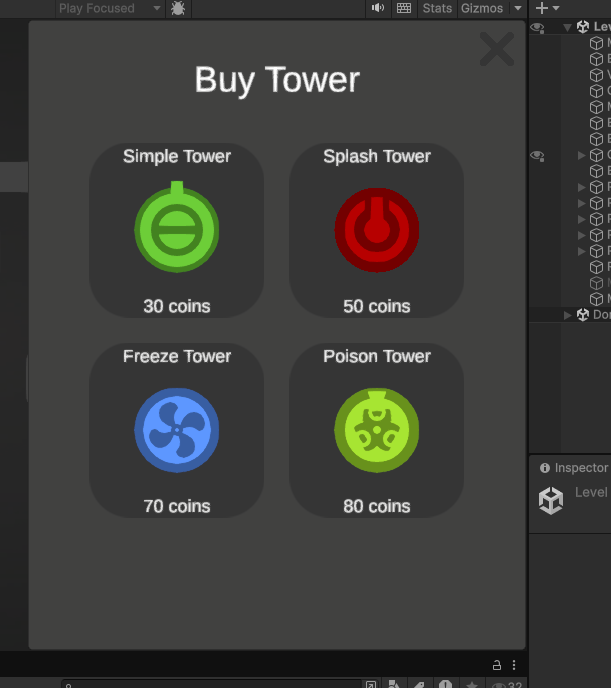 Play Focused
Stats
Gizmos
Buy Tower
Simple Tower
Splash Tower
30 coins
50 coins
Freeze Tower
Poison Tower
70 coins
80 coins
Inspector
Level
32